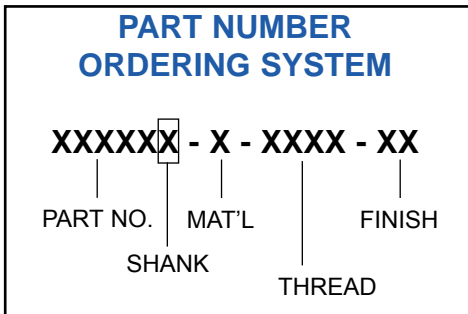 PART NUMBER
ORDERING SYSTEM
XXXXXX - X - XXXX - XX
PART NO. MAT'L FINISH
SHANK
THREAD